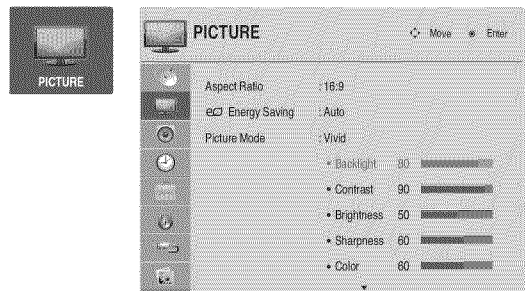 PICTURE
PICTURE
Move Enter
Aspect Ratio : 16:9
Energy Saving : Auto
Picture Mode : Vivid
• Backlight 80
• Contrast 90
• Brightness 50
• Sharpness 60
• Color 60